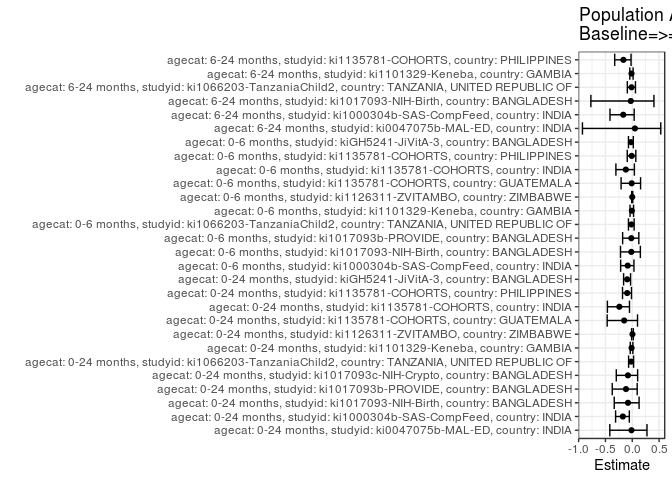 Population A
Baseline=>=
agecat: 6-24 months, studyid: ki1135781-COHORTS, country: PHILIPPINES
agecat: 6-24 months, studyid: ki1101329-Keneba, country: GAMBIA
agecat: 6-24 months, studyid: ki1066203-TanzaniaChild2, country: TANZANIA, UNITED REPUBLIC OF
agecat: 6-24 months, studyid: ki1017093-NIH-Birth, country: BANGLADESH
agecat: 6-24 months, studyid: ki1000304b-SAS-CompFeed, country: INDIA
agecat: 6-24 months, studyid: ki0047075b-MAL-ED, country: INDIA
agecat: 0-6 months, studyid: kiGH5241-JiVitA-3, country: BANGLADESH
agecat: 0-6 months, studyid: ki1135781-COHORTS, country: PHILIPPINES
agecat: 0-6 months, studyid: ki1135781-COHORTS, country: INDIA
agecat: 0-6 months, studyid: ki1135781-COHORTS, country: GUATEMALA
agecat: 0-6 months, studyid: ki1126311-ZVITAMBO, country: ZIMBABWE
agecat: 0-6 months, studyid: ki1101329-Keneba, country: GAMBIA
agecat: 0-6 months, studyid: ki1066203-TanzaniaChild2, country: TANZANIA, UNITED REPUBLIC OF
agecat: 0-6 months, studyid: ki1017093b-PROVIDE, country: BANGLADESH
agecat: 0-6 months, studyid: ki1017093-NIH-Birth, country: BANGLADESH
agecat: 0-6 months, studyid: ki1000304b-SAS-CompFeed, country: INDIA
agecat: 0-24 months, studyid: kiGH5241-JiVitA-3, country: BANGLADESH
agecat: 0-24 months, studyid: ki1135781-COHORTS, country: PHILIPPINES
agecat: 0-24 months, studyid: ki1135781-COHORTS, country: INDIA
agecat: 0-24 months, studyid: ki1135781-COHORTS, country: GUATEMALA
agecat: 0-24 months, studyid: ki1126311-ZVITAMBO, country: ZIMBABWE
agecat: 0-24 months, studyid: ki1101329-Keneba, country: GAMBIA
agecat: 0-24 months, studyid: ki1066203-TanzaniaChild2, country: TANZANIA, UNITED REPUBLIC OF
agecat: 0-24 months, studyid: ki1017093c-NIH-Crypto, country: BANGLADESH
agecat: 0-24 months, studyid: ki1017093b-PROVIDE, country: BANGLADESH
agecat: 0-24 months, studyid: ki1017093-NIH-Birth, country: BANGLADESH
agecat: 0-24 months, studyid: ki1000304b-SAS-CompFeed, country: INDIA
agecat: 0-24 months, studyid: ki0047075b-MAL-ED, country: INDIA
-1.0 -0.5 0.0 0.5
Estimate